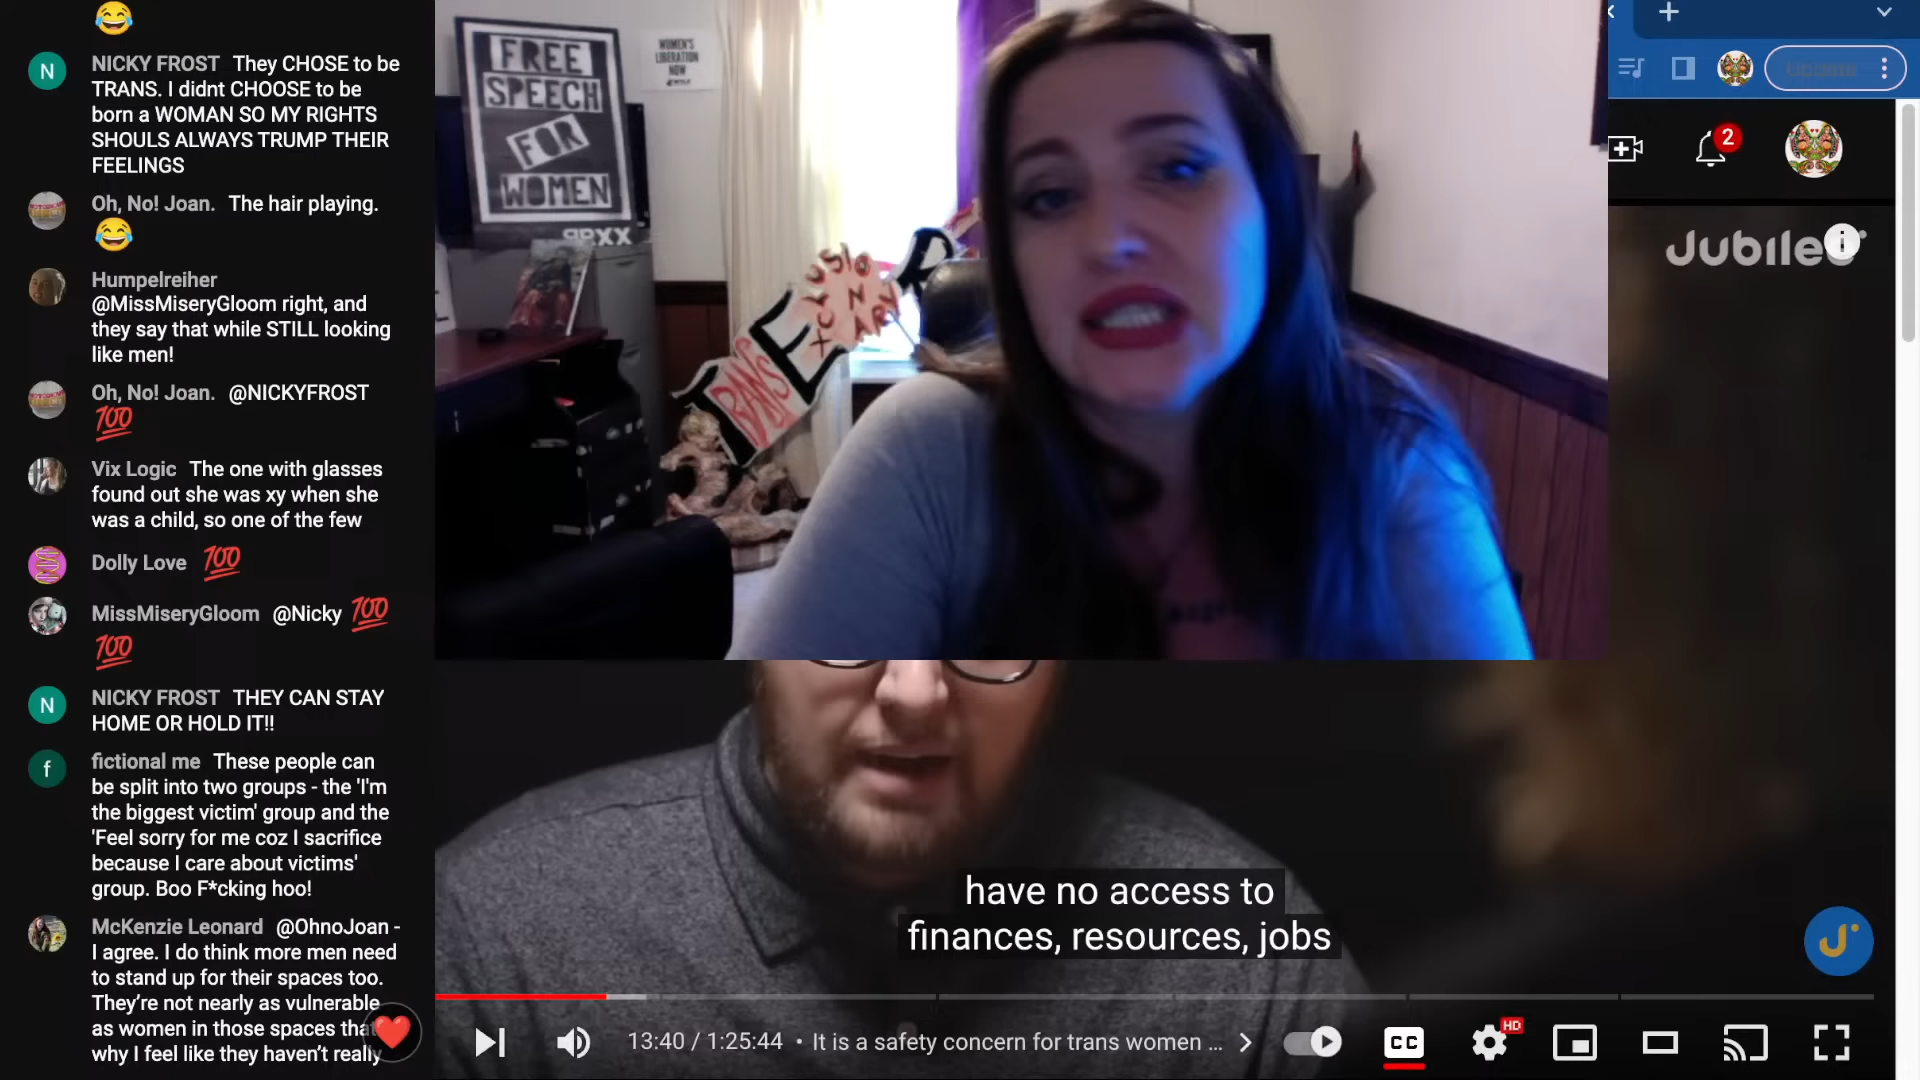 NICKY FROST They CHOSE to be
TRANS. I didnt CHOOSE to be
born a WOMAN SO MY RIGHTS
SHOULS ALWAYS TRUMP THEIR
FEELINGS
Oh, No! Joan. The hair playing.
Humpelreiher
@MissMiseryGloom right, and
they say that while STILL looking
like men!
Oh, No! Joan. @NICKYFROST
💯
Vix Logic The one with glasses
found out she was xy when she
was a child, so one of the few
Dolly Love 💯
MissMiseryGloom @Nicky 💯
💯
NICKY FROST THEY CAN STAY
HOME OR HOLD IT!!
fictional me These people can
be split into two groups - the 'I'm
the biggest victim' group and the
'Feel sorry for me coz I sacrifice
because I care about victims'
group. Boo F*cking hoo!
McKenzie Leonard @OhnoJoan -
I agree. I do think more men need
to stand up for their spaces too.
They're not nearly as vulnerable
as women in those spaces that
why I feel like they haven't really
N
N
f
FREE
SPEECH
FOR
WOMEN
WOMEN'S
LIBERATION
NOW
TRANS
EXCLUSIONARY
R
2
Jubilee
have no access to
finances, resources, jobs
13:40 / 1:25:44 • It is a safety concern for trans women ...
CC
HD
J